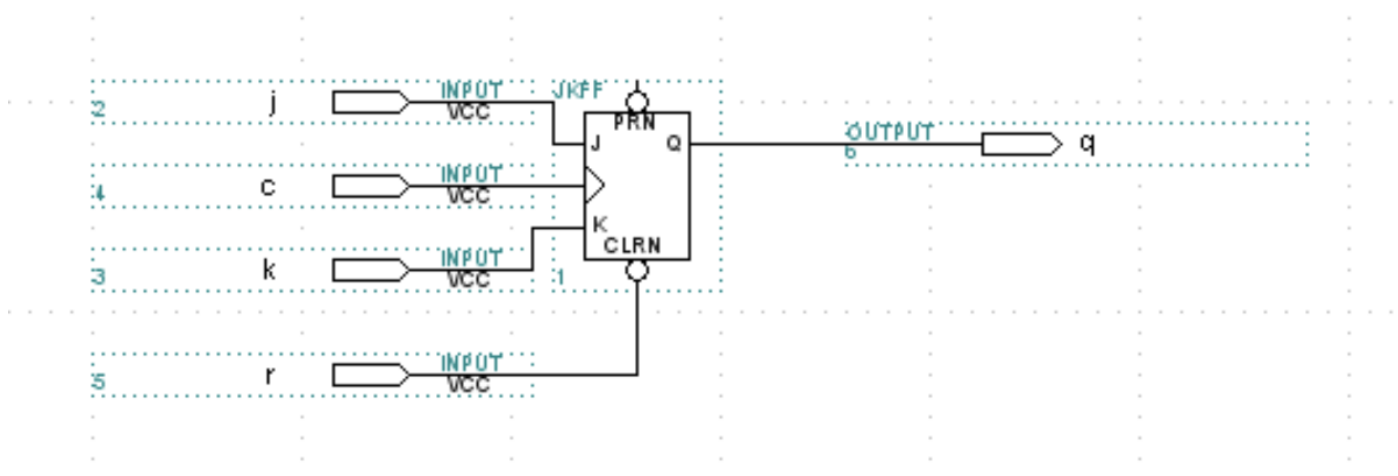 INPUT JKFF
2 j VCC
PRN
J Q OUTPUT q
6
INPUT
4 c VCC
K
CLRN
INPUT
3 k VCC 1
INPUT
5 r VCC